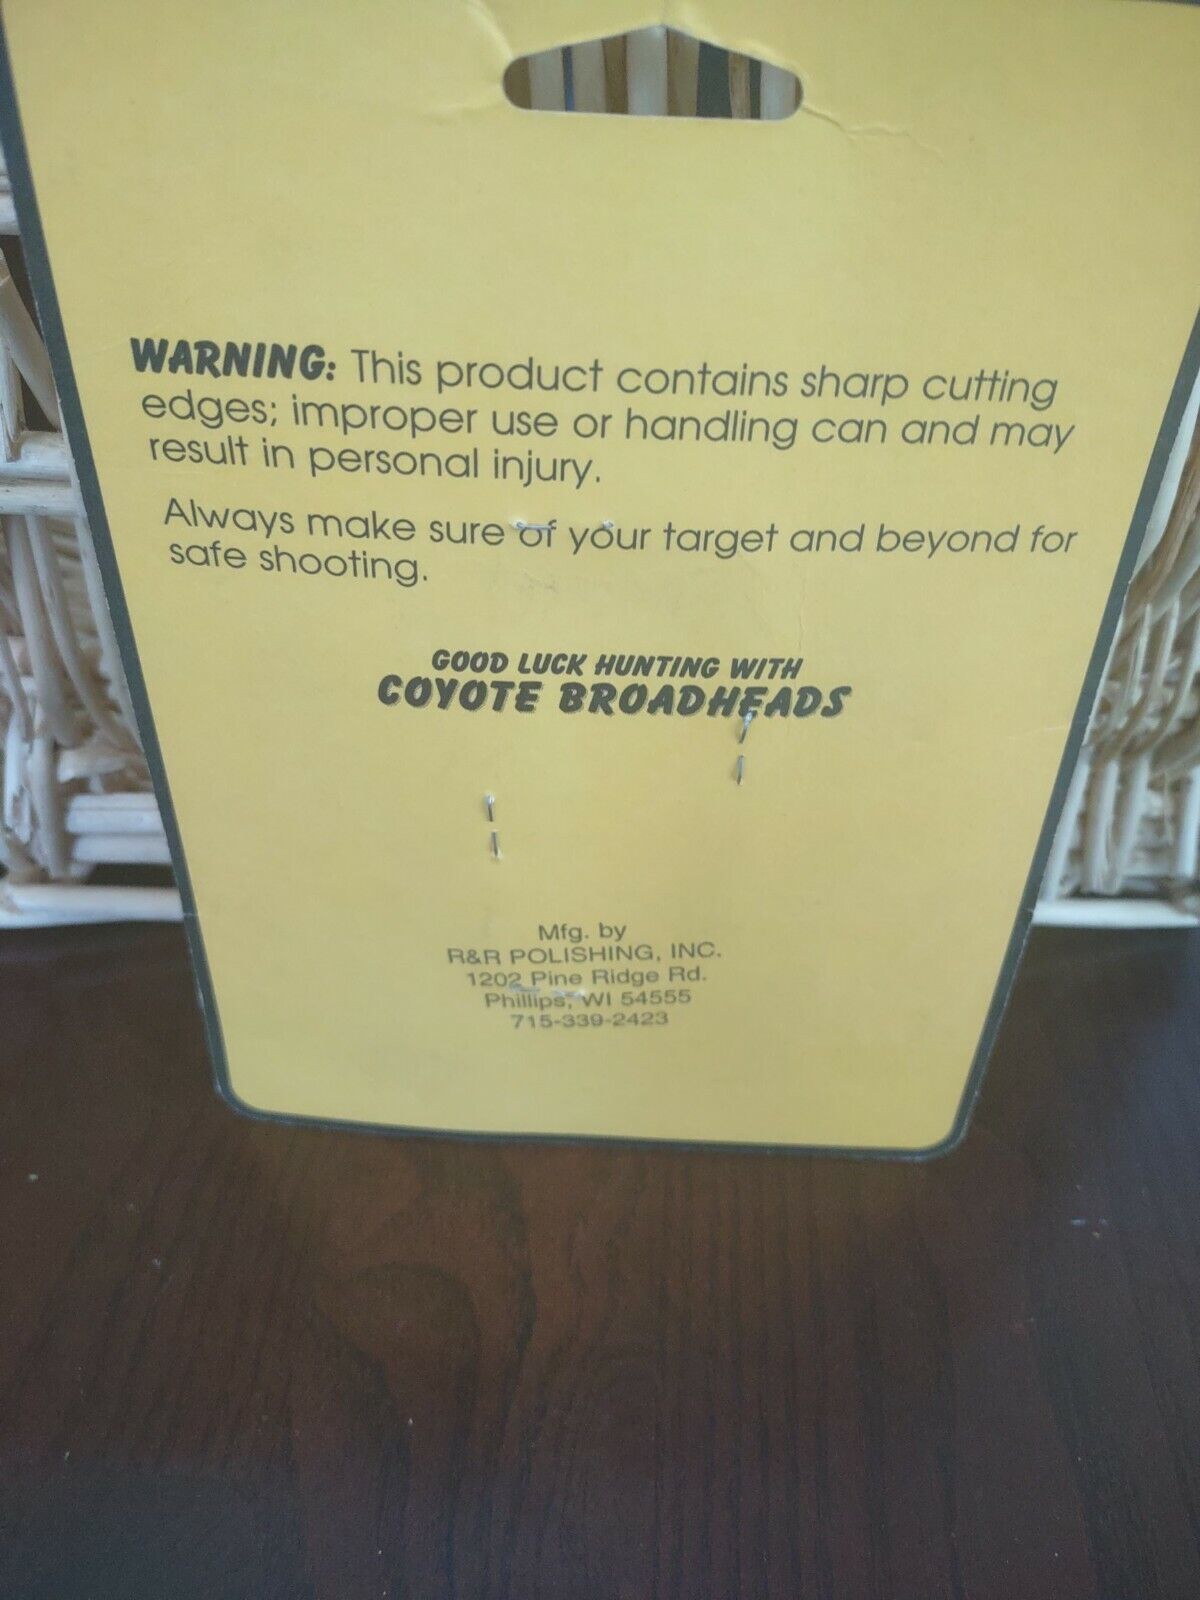 WARNING: This product contains sharp cutting
edges; improper use or handling can and may
result in personal injury.
Always make sure of your target and beyond for
safe shooting.
GOOD LUCK HUNTING WITH
COYOTE BROADHEADS
Mfg. by
R&R POLISHING, INC.
1202 Pine Ridge Rd.
Phillips, WI 54555
715-339-2423